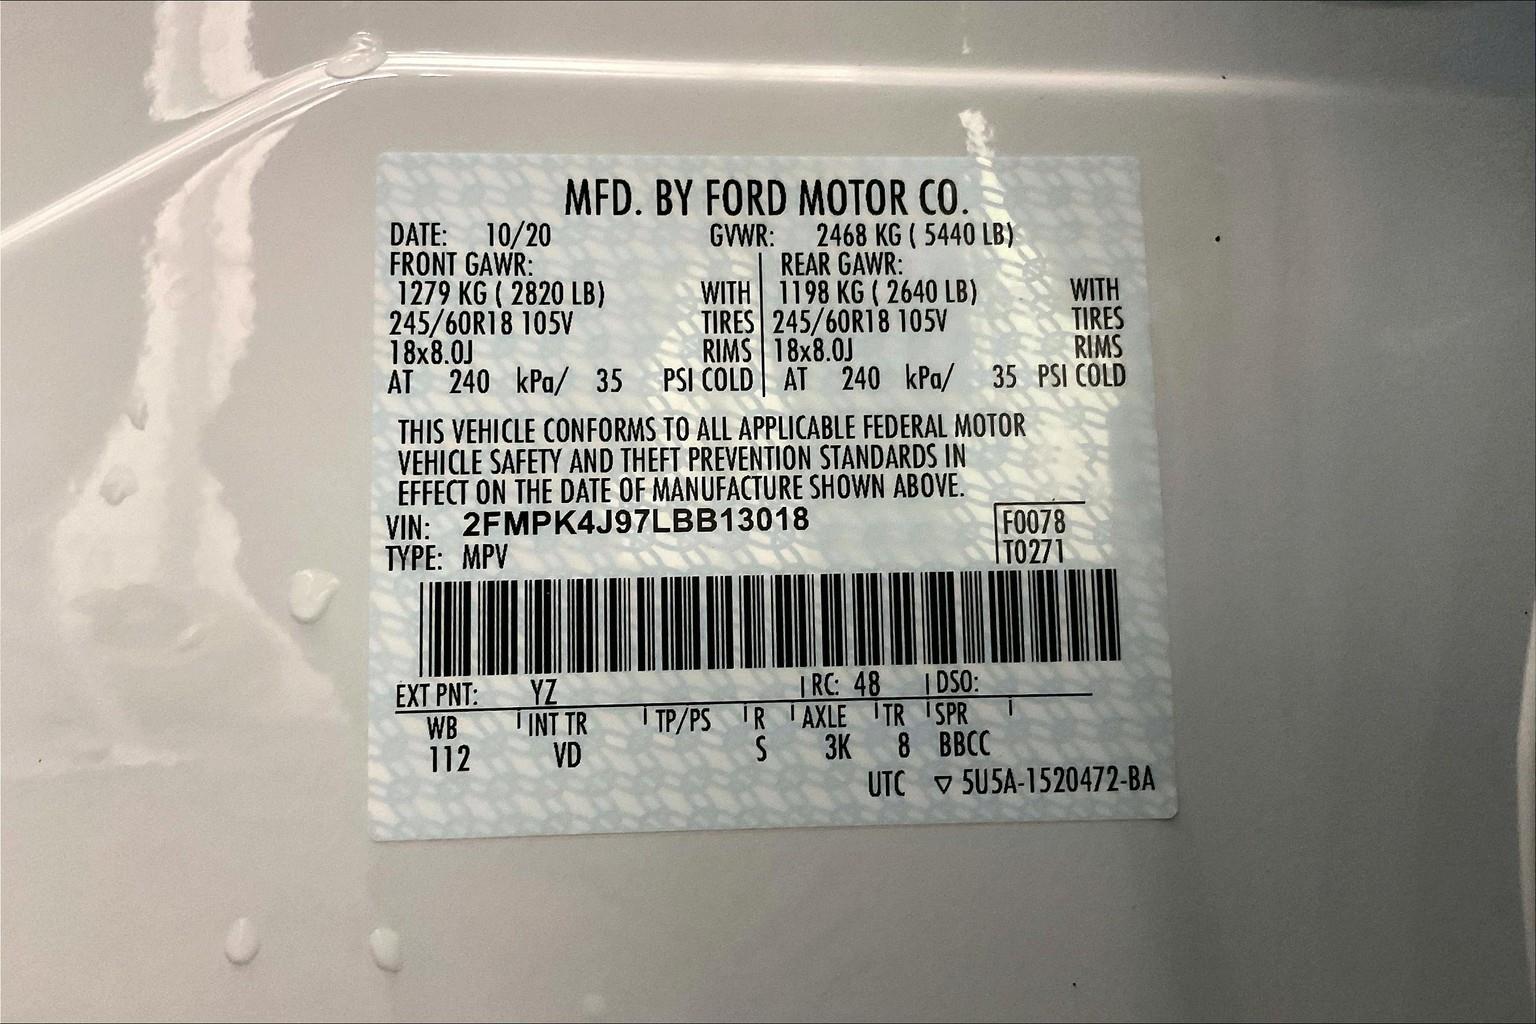 MFD. BY FORD MOTOR CO.
DATE: 10/20 GVWR: 2468 KG ( 5440 LB)
FRONT GAWR: REAR GAWR:
1279 KG ( 2820 LB) WITH 1198 KG ( 2640 LB) WITH
245/60R18 105V TIRES 245/60R18 105V TIRES
18x8.0J RIMS 18x8.0J RIMS
AT 240 kPa/ 35 PSI COLD AT 240 kPa/ 35 PSI COLD
THIS VEHICLE CONFORMS TO ALL APPLICABLE FEDERAL MOTOR
VEHICLE SAFETY AND THEFT PREVENTION STANDARDS IN
EFFECT ON THE DATE OF MANUFACTURE SHOWN ABOVE.
VIN: 2FMPK4J97LBB13018 F0078
TYPE: MPV T0271
EXT PNT: YZ RC: 48 DSO:
WB INT TR TP/PS R AXLE TR SPR
112 VD S 3K 8 BBCC
UTC ▽ 5U5A-1520472-BA